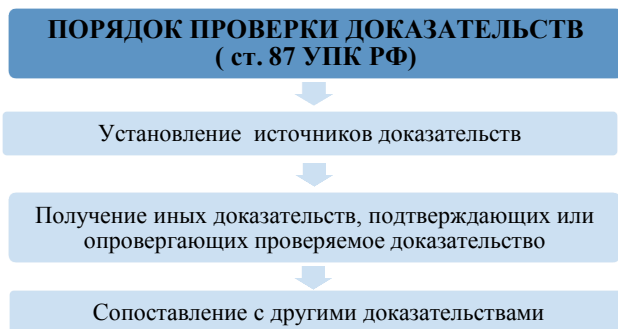 ПОРЯДОК ПРОВЕРКИ ДОКАЗАТЕЛЬСТВ
( ст. 87 УПК РФ)
Установление источников доказательств
Получение иных доказательств, подтверждающих или
опровергающих проверяемое доказательство
Сопоставление с другими доказательствами